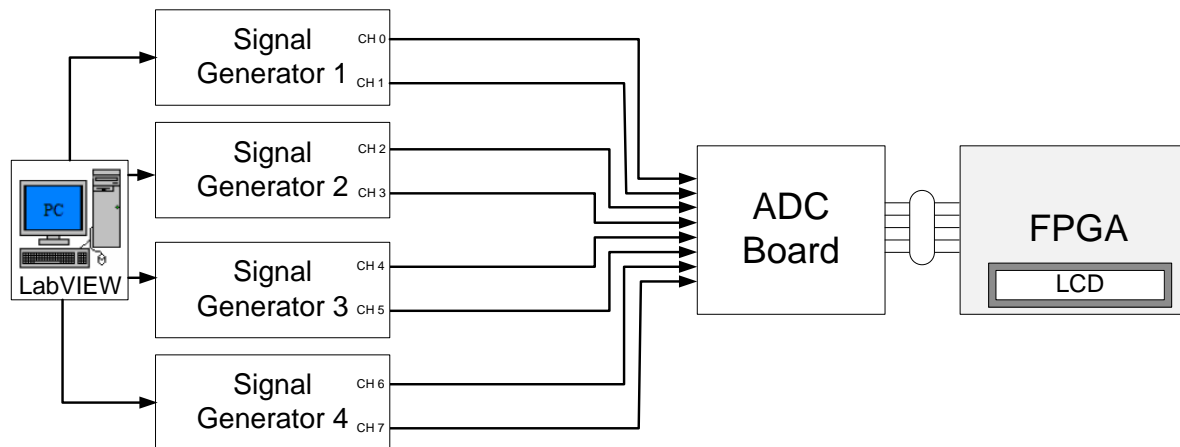 Signal
Generator 1
CH 0
CH 1
Signal
Generator 2
CH 2
CH 3
PC
LabVIEW
Signal
Generator 3
CH 4
CH 5
Signal
Generator 4
CH 6
CH 7
ADC
Board
FPGA
LCD